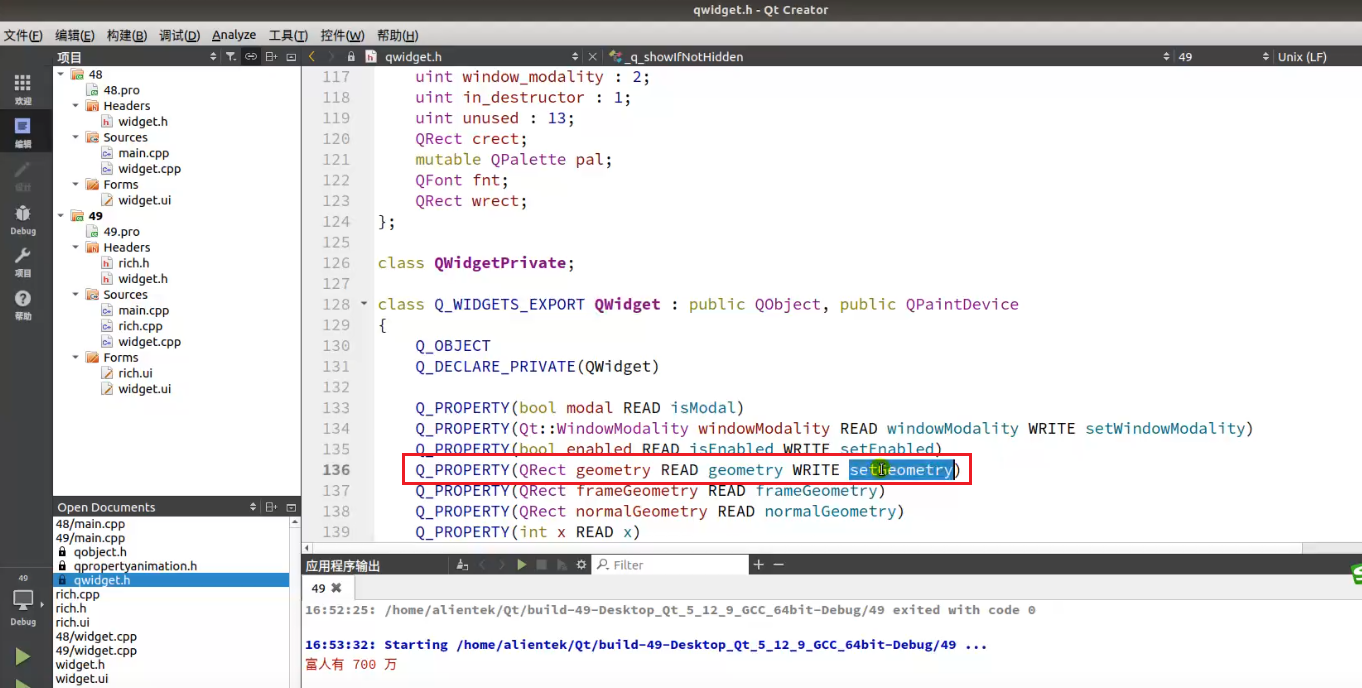 qwidget.h - Qt Creator
文件(F) 编辑(E) 构建(B) 调试(D) Analyze 工具(T) 控件(W) 帮助(H)
项目
qwidget.h
_q_showIfNotHidden
49
Unix (LF)
欢迎
编辑
设计
Debug
项目
帮助
48
48.pro
Headers
widget.h
Sources
main.cpp
widget.cpp
Forms
widget.ui
49
49.pro
Headers
rich.h
widget.h
Sources
main.cpp
rich.cpp
widget.cpp
Forms
rich.ui
widget.ui
117 uint window_modality : 2;
118 uint in_destructor : 1;
119 uint unused : 13;
120 QRect crect;
121 mutable QPalette pal;
122 QFont fnt;
123 QRect wrect;
124 };
125
126 class QWidgetPrivate;
127
128 class Q_WIDGETS_EXPORT QWidget : public QObject, public QPaintDevice
129 {
130 Q_OBJECT
131 Q_DECLARE_PRIVATE(QWidget)
132
133 Q_PROPERTY(bool modal READ isModal)
134 Q_PROPERTY(Qt::WindowModality windowModality READ windowModality WRITE setWindowModality)
135 Q_PROPERTY(bool enabled READ isEnabled WRITE setEnabled)
136 Q_PROPERTY(QRect geometry READ geometry WRITE setGeometry)
137 Q_PROPERTY(QRect frameGeometry READ frameGeometry)
138 Q_PROPERTY(QRect normalGeometry READ normalGeometry)
139 Q_PROPERTY(int x READ x)
Open Documents
48/main.cpp
49/main.cpp
qobject.h
qpropertyanimation.h
qwidget.h
rich.cpp
rich.h
rich.ui
48/widget.cpp
49/widget.cpp
widget.h
widget.ui
49
Debug
应用程序输出
Filter
49
16:52:25: /home/alientek/Qt/build-49-Desktop_Qt_5_12_9_GCC_64bit-Debug/49 exited with code 0
16:53:32: Starting /home/alientek/Qt/build-49-Desktop_Qt_5_12_9_GCC_64bit-Debug/49 ...
富人有 700 万